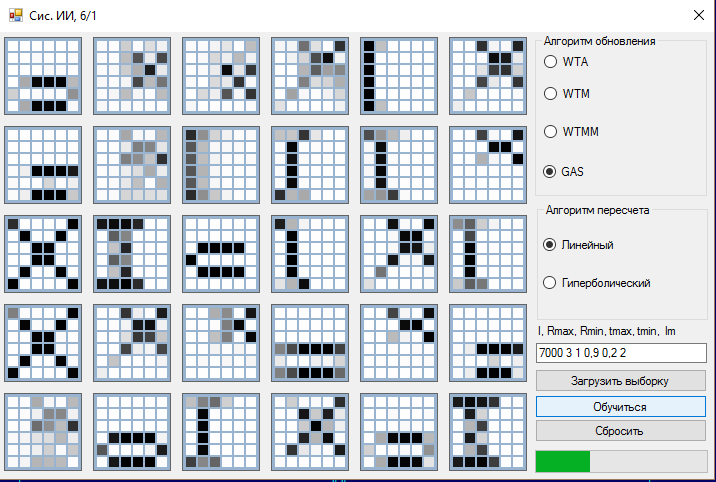 Сис. ИИ, 6/1
Алгоритм обновления
WTA
WTM
WTMM
GAS
Алгоритм пересчета
Линейный
Гиперболический
I, Rmax, Rmin, tmax, tmin, Im
7000 3 1 0,9 0,2 2
Загрузить выборку
Обучиться
Сбросить